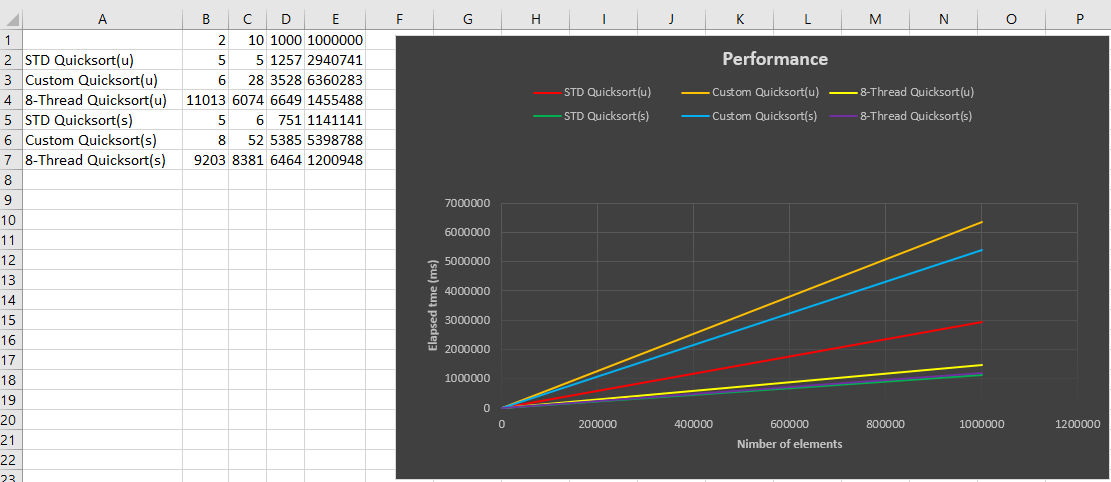 A B C D E F G H I J K L M N O P
1 2 10 1000 1000000
2 STD Quicksort(u) 5 5 1257 2940741
3 Custom Quicksort(u) 6 28 3528 6360283
4 8-Thread Quicksort(u) 11013 6074 6649 1455488
5 STD Quicksort(s) 5 6 751 1141141
6 Custom Quicksort(s) 8 52 5385 5398788
7 8-Thread Quicksort(s) 9203 8381 6464 1200948
8
9
10
11
12
13
14
15
16
17
18
19
20
21
22
23
Performance
STD Quicksort(u) Custom Quicksort(u) 8-Thread Quicksort(u)
STD Quicksort(s) Custom Quicksort(s) 8-Thread Quicksort(s)
7000000
6000000
5000000
4000000
3000000
2000000
1000000
0
Elapsed tme (ms)
0 200000 400000 600000 800000 1000000 1200000
Nimber of elements